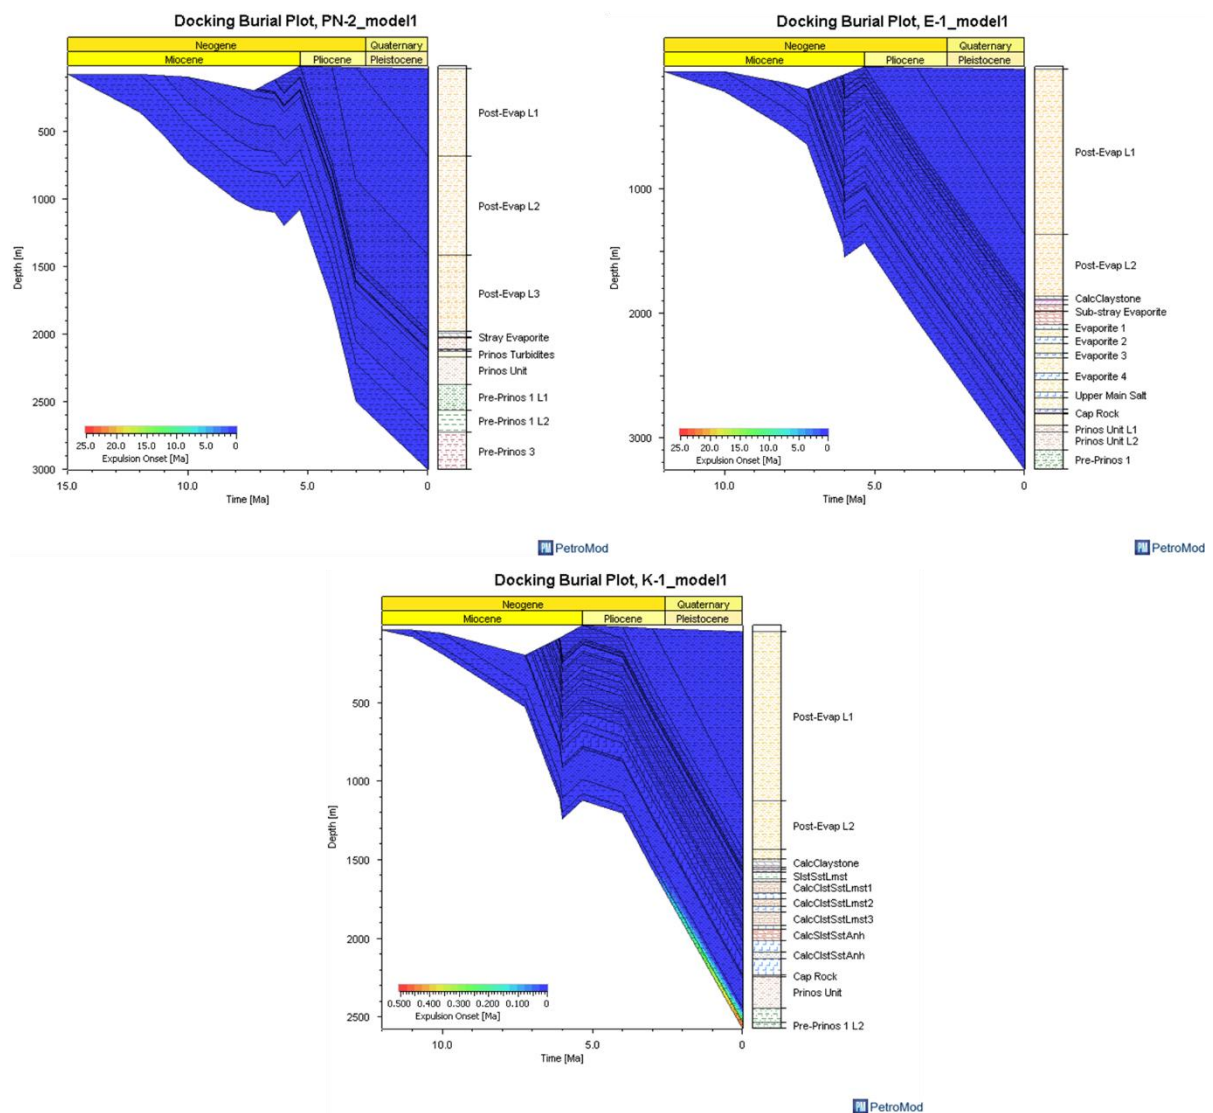 Docking Burial Plot, PN-2_model1
Neogene Quaternary
Miocene Pliocene Pleistocene
500
1000
1500
2000
2500
3000
Depth [m]
15.0 10.0 5.0 0
Time [Ma]
25.0 20.0 15.0 10.0 5.0 0
Expulsion Onset [Ma]
Post-Evap L1
Post-Evap L2
Post-Evap L3
Stray Evaporite
Prinos Turbidites
Prinos Unit
Pre-Prinos 1 L1
Pre-Prinos 1 L2
Pre-Prinos 3
PM PetroMod
Docking Burial Plot, E-1_model1
Neogene Quaternary
Miocene Pliocene Pleistocene
1000
2000
3000
Depth [m]
10.0 5.0 0
Time [Ma]
25.0 20.0 15.0 10.0 5.0 0
Expulsion Onset [Ma]
Post-Evap L1
Post-Evap L2
CalcClaystone
Sub-stray Evaporite
Evaporite 1
Evaporite 2
Evaporite 3
Evaporite 4
Upper Main Salt
Cap Rock
Prinos Unit L1
Prinos Unit L2
Pre-Prinos 1
PM PetroMod
Docking Burial Plot, K-1_model1
Neogene Quaternary
Miocene Pliocene Pleistocene
500
1000
1500
2000
2500
Depth [m]
10.0 5.0 0
Time [Ma]
0.500 0.400 0.300 0.200 0.100 0
Expulsion Onset [Ma]
Post-Evap L1
Post-Evap L2
CalcClaystone
SlstSstLmst
CalcClstSstLmst1
CalcClstSstLmst2
CalcClstSstLmst3
CalcSlstSstAnh
CalcClstSstAnh
Cap Rock
Prinos Unit
Pre-Prinos 1 L2
PM PetroMod